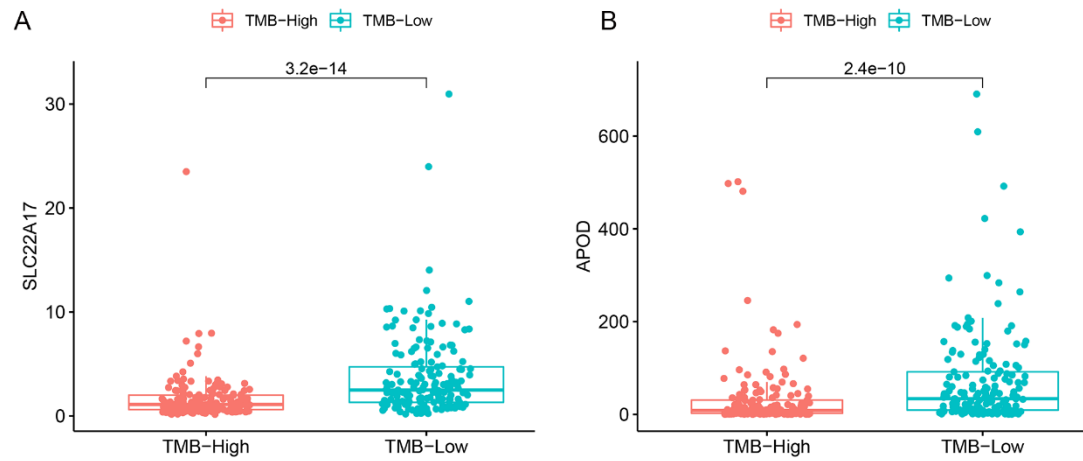 A
TMB−High TMB−Low
3.2e−14
30
20
10
0
SLC22A17
TMB−High TMB−Low
B
TMB−High TMB−Low
2.4e−10
600
400
200
0
APOD
TMB−High TMB−Low